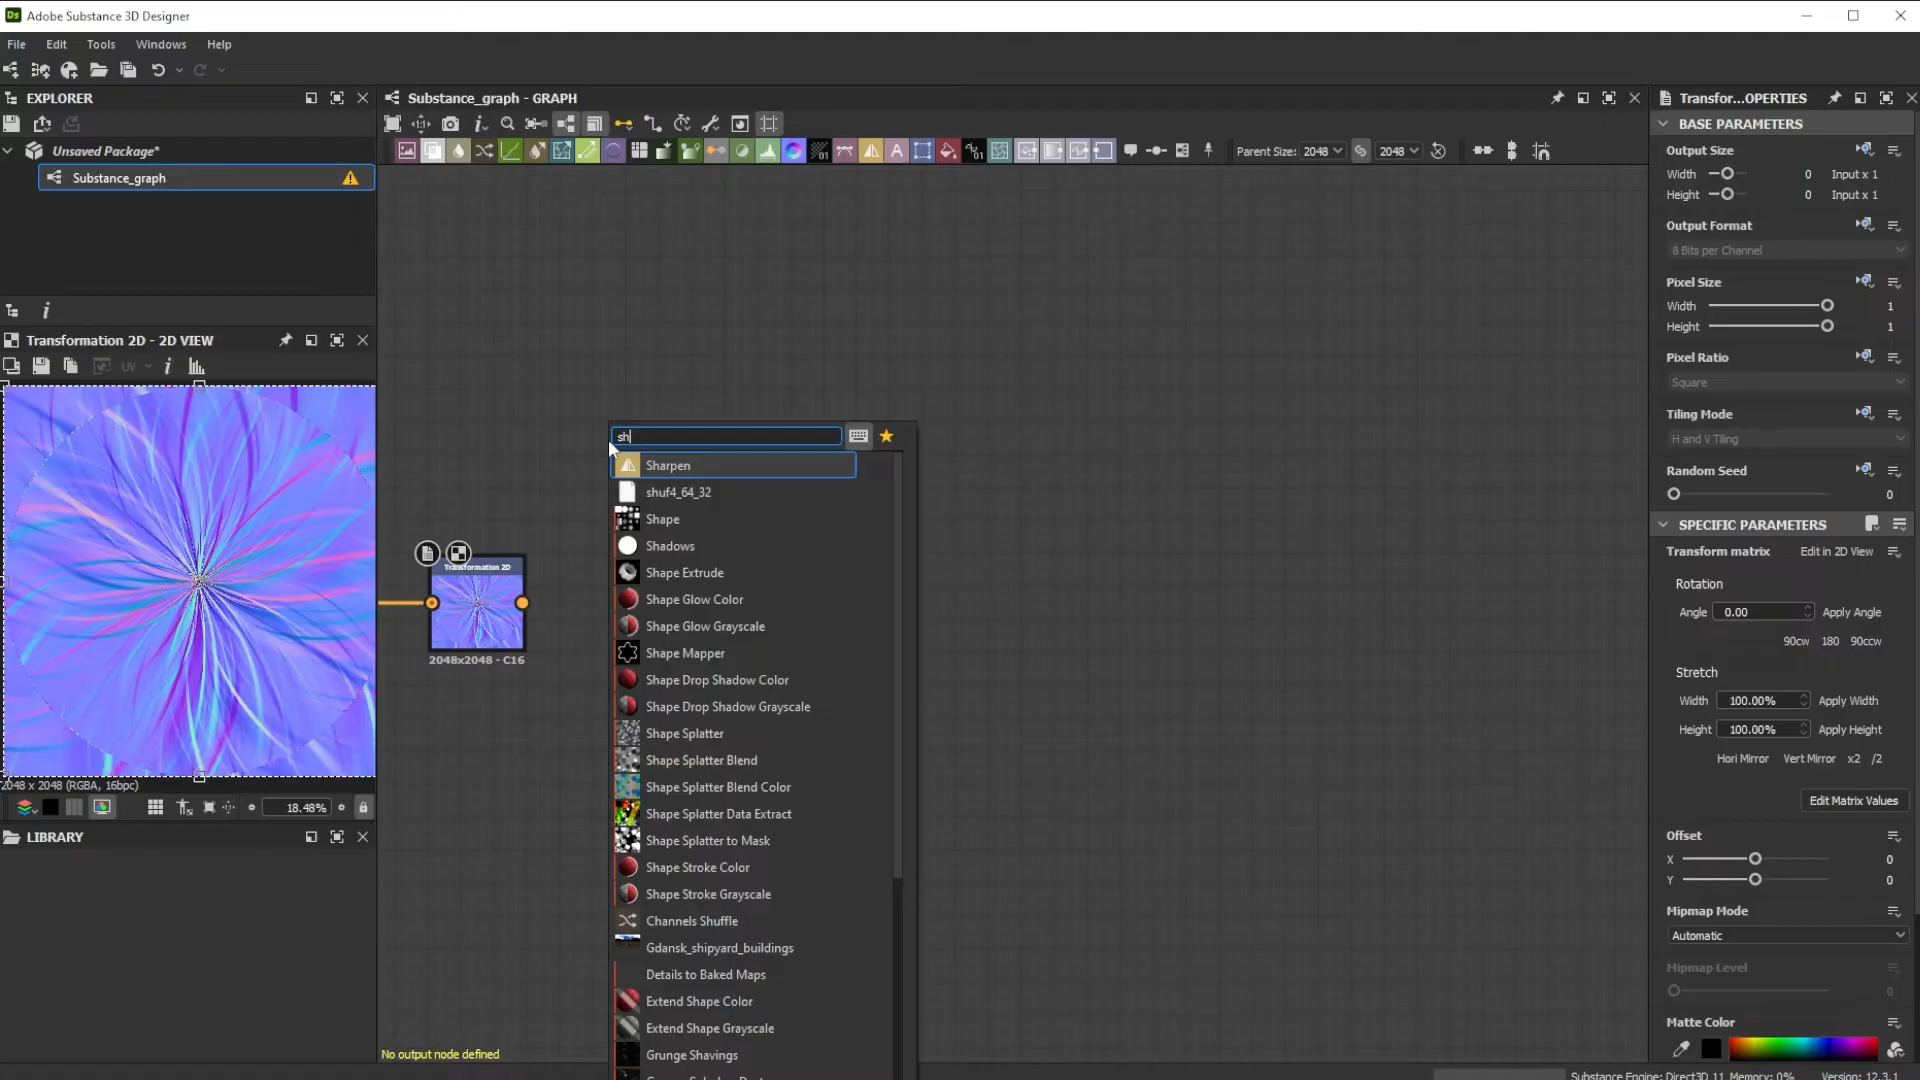 Adobe Substance 3D Designer
File Edit Tools Windows Help
EXPLORER
Unsaved Package*
Substance_graph
Transformation 2D - 2D VIEW
UV
2048 x 2048 (RGBA, 16bpc)
18.48%
LIBRARY
Substance_graph - GRAPH
Parent Size: 2048 2048
sh
Sharpen
shuf4_64_32
Shape
Shadows
Shape Extrude
Shape Glow Color
Shape Glow Grayscale
Shape Mapper
Shape Drop Shadow Color
Shape Drop Shadow Grayscale
Shape Splatter
Shape Splatter Blend
Shape Splatter Blend Color
Shape Splatter Data Extract
Shape Splatter to Mask
Shape Stroke Color
Shape Stroke Grayscale
Channels Shuffle
Gdansk_shipyard_buildings
Details to Baked Maps
Extend Shape Color
Extend Shape Grayscale
Grunge Shavings
Transformation 2D
2048x2048 - C16
No output node defined
Transfor...OPERTIES
BASE PARAMETERS
Output Size
Width 0 Input x 1
Height 0 Input x 1
Output Format
8 Bits per Channel
Pixel Size
Width 1
Height 1
Pixel Ratio
Square
Tiling Mode
H and V Tiling
Random Seed
0
SPECIFIC PARAMETERS
Transform matrix Edit in 2D View
Rotation
Angle 0.00 Apply Angle
90cw 180 90ccw
Stretch
Width 100.00% Apply Width
Height 100.00% Apply Height
Hori Mirror Vert Mirror x2 /2
Edit Matrix Values
Offset
X 0
Y 0
Mipmap Mode
Automatic
Mipmap Level
0
Matte Color
Substance Engine: Direct3D 11 Memory: 0% Version: 12.3.1